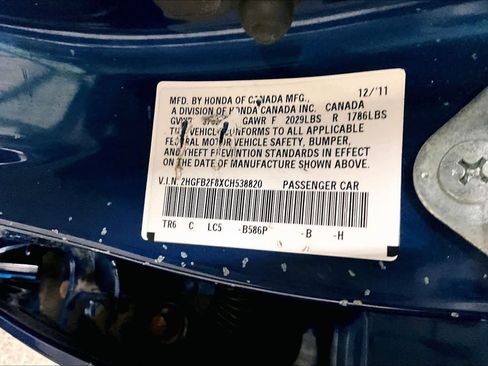 MFD. BY HONDA OF CANADA MFG., 12/'11
A DIVISION OF HONDA CANADA INC. CANADA
GAWR F 2029LBS R 1786LBS
THIS VEHICLE CONFORMS TO ALL APPLICABLE
FEDERAL MOTOR VEHICLE SAFETY, BUMPER,
AND THEFT PREVENTION STANDARDS IN EFFECT
ON THE DATE OF MANUFACTURE SHOWN ABOVE.
V.I.N. 2HGFB2F8XCH538820 PASSENGER CAR
TR6 C LC5 -B586P -B -H